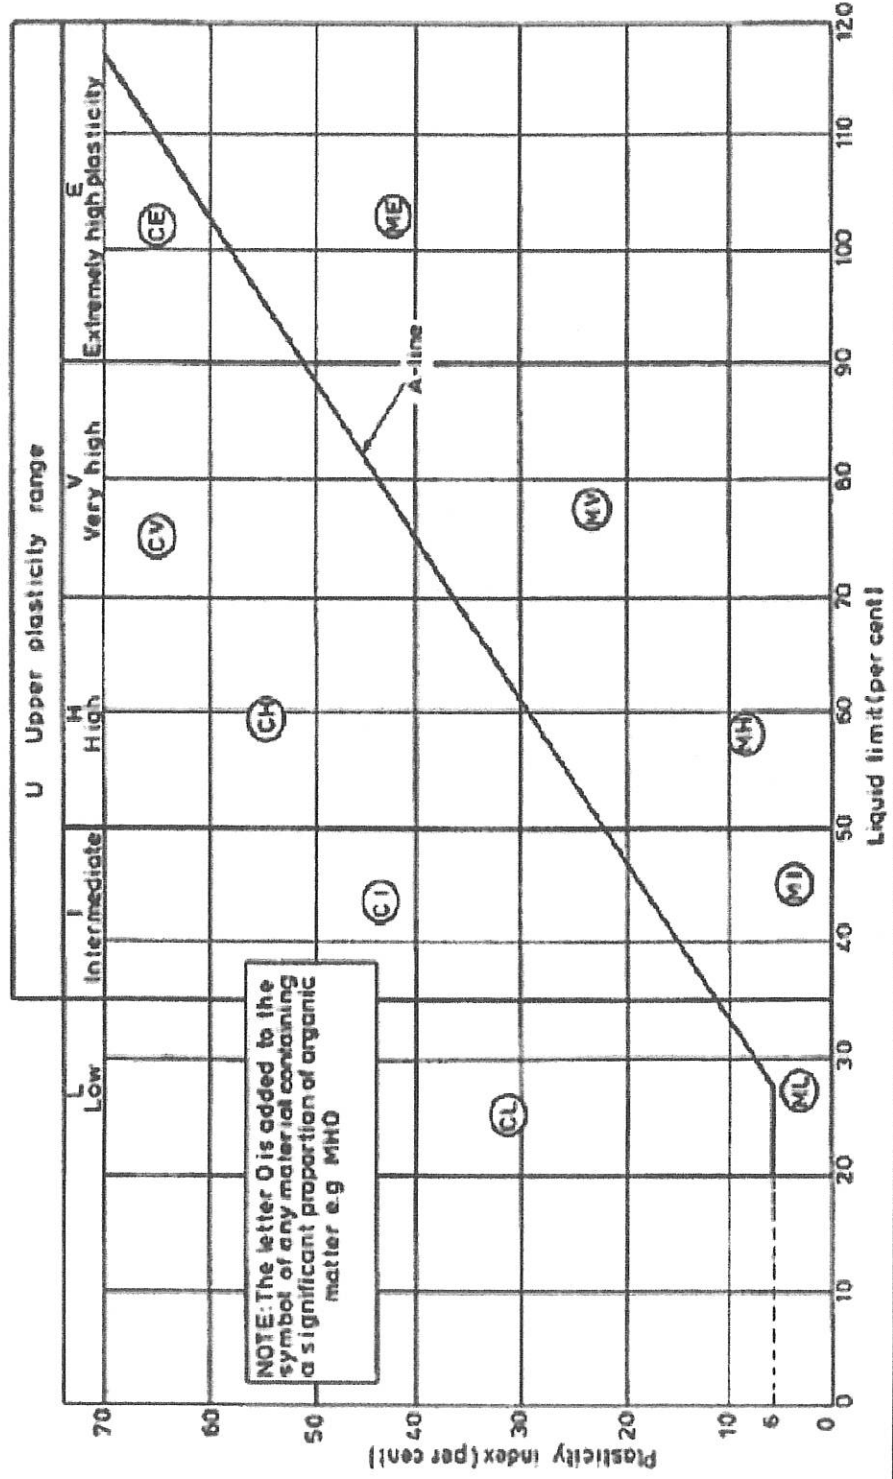 U Upper plasticity range
L
Low
I
Intermediate
H
High
V
Very high
E
Extremely high plasticity
NOTE: The letter O is added to the
symbol of any material containing
a significant proportion of organic
matter e.g MHO
CL
CI
CH
CV
CE
ML
MI
MH
MV
ME
A-line
Plasticity index (per cent)
70
60
50
40
30
20
10
6
0
0
10
20
30
40
50
60
70
80
90
100
110
120
Liquid limit (per cent)